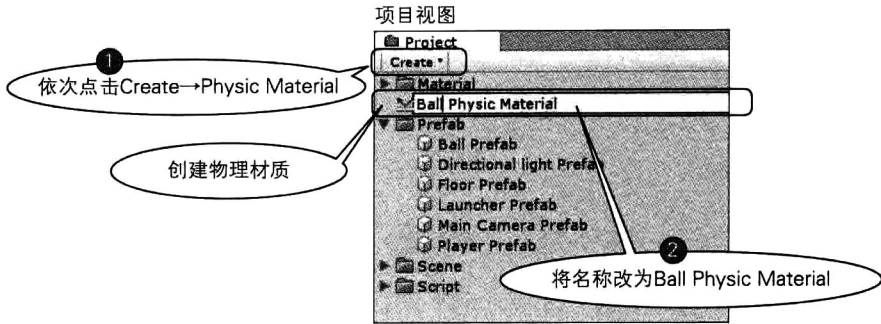 项目视图
Project
Create
❶
依次点击Create→Physic Material
Material
Ball Physic Material
Prefab
创建物理材质
Ball Prefab
Directional light Prefab
Floor Prefab
Launcher Prefab
Main Camera Prefab
Player Prefab
❷
Scene
将名称改为Ball Physic Material
Script